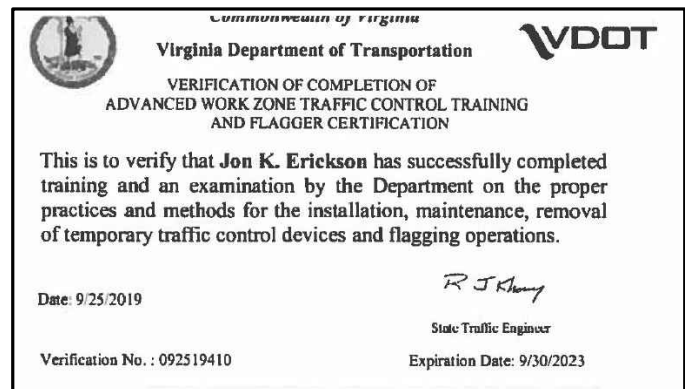 Commonwealth of Virginia
VDOT
Virginia Department of Transportation
VERIFICATION OF COMPLETION OF
ADVANCED WORK ZONE TRAFFIC CONTROL TRAINING
AND FLAGGER CERTIFICATION
This is to verify that Jon K. Erickson has successfully completed
training and an examination by the Department on the proper
practices and methods for the installation, maintenance, removal
of temporary traffic control devices and flagging operations.
Date: 9/25/2019
State Traffic Engineer
Verification No. : 092519410
Expiration Date: 9/30/2023